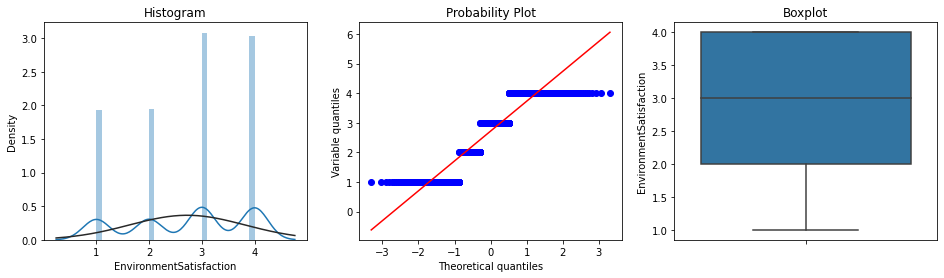 Histogram
Density
3.0
2.5
2.0
1.5
1.0
0.5
0.0
1 2 3 4
EnvironmentSatisfaction
Probability Plot
Variable quantiles
6
5
4
3
2
1
0
−3 −2 −1 0 1 2 3
Theoretical quantiles
Boxplot
EnvironmentSatisfaction
4.0
3.5
3.0
2.5
2.0
1.5
1.0